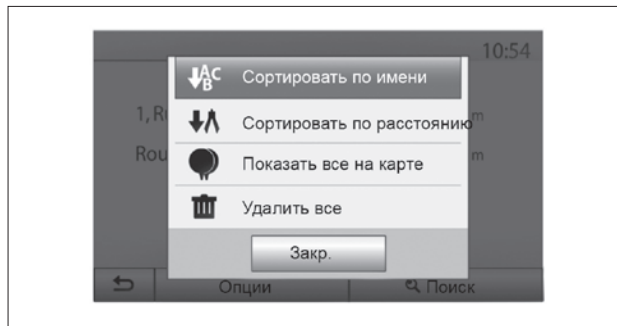 10:54
Сортировать по имени
1, R
Сортировать по расстоянию
m
Rou
Показать все на карте
m
Удалить все
Закр.
Опции
Поиск